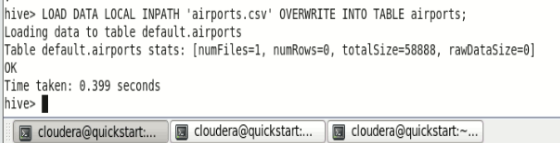 hive> LOAD DATA LOCAL INPATH 'airports.csv' OVERWRITE INTO TABLE airports;
Loading data to table default.airports
Table default.airports stats: [numFiles=1, numRows=0, totalSize=58888, rawDataSize=0]
OK
Time taken: 0.399 seconds
hive>
cloudera@quickstart:... cloudera@quickstart:... cloudera@quickstart:~...